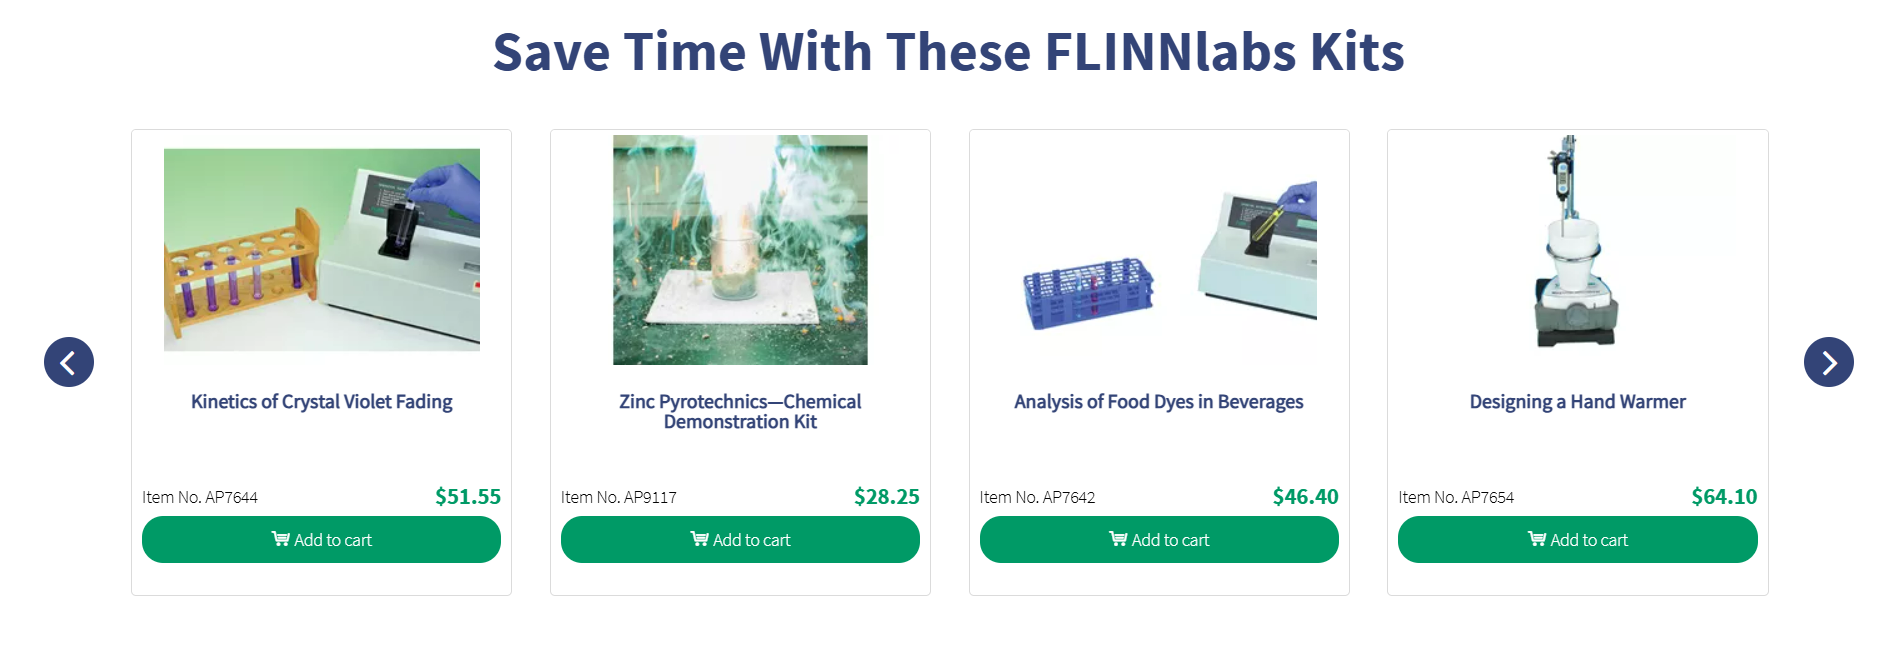 Save Time With These FLINNlabs Kits
Kinetics of Crystal Violet Fading
Item No. AP7644
$51.55
Add to cart
Zinc Pyrotechnics—Chemical
Demonstration Kit
Item No. AP9117
$28.25
Add to cart
Analysis of Food Dyes in Beverages
Item No. AP7642
$46.40
Add to cart
Designing a Hand Warmer
Item No. AP7654
$64.10
Add to cart